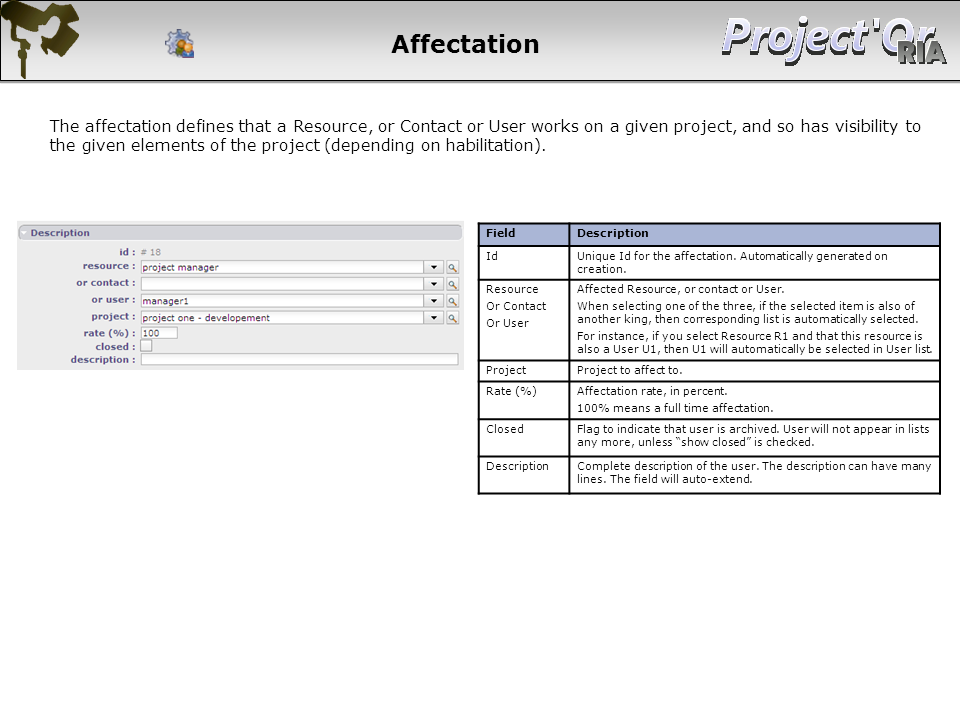 Affectation
Project'Or
RIA
The affectation defines that a Resource, or Contact or User works on a given project, and so has visibility to
the given elements of the project (depending on habilitation).
Description
id : # 18
resource : project manager
or contact :
or user : manager1
project : project one - developement
rate (%) : 100
closed :
description :
Field Description
Id Unique Id for the affectation. Automatically generated on
creation.
Resource Affected Resource, or contact or User.
Or Contact When selecting one of the three, if the selected item is also of
another king, then corresponding list is automatically selected.
Or User
For instance, if you select Resource R1 and that this resource is
also a User U1, then U1 will automatically be selected in User list.
Project Project to affect to.
Rate (%) Affectation rate, in percent.
100% means a full time affectation.
Closed Flag to indicate that user is archived. User will not appear in lists
any more, unless “show closed” is checked.
Description Complete description of the user. The description can have many
lines. The field will auto-extend.